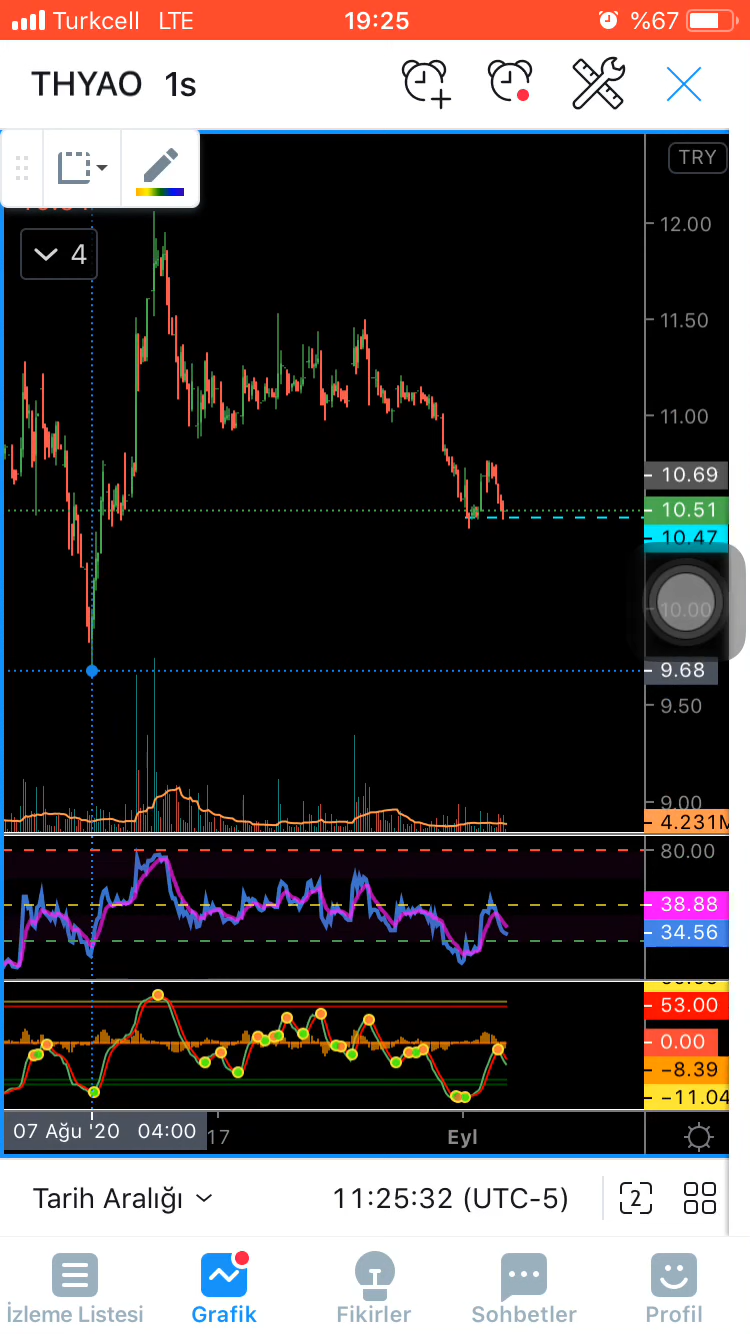 Turkcell LTE 19:25 %67
THYAO 1s
TRY
4
12.00
11.50
11.00
10.69
10.51
10.47
10.00
9.68
9.50
9.00
4.231M
80.00
38.88
34.56
53.00
0.00
−8.39
−11.04
07 Ağu '20 04:00 17 Eyl
Tarih Aralığı 11:25:32 (UTC-5) 2
İzleme Listesi Grafik Fikirler Sohbetler Profil